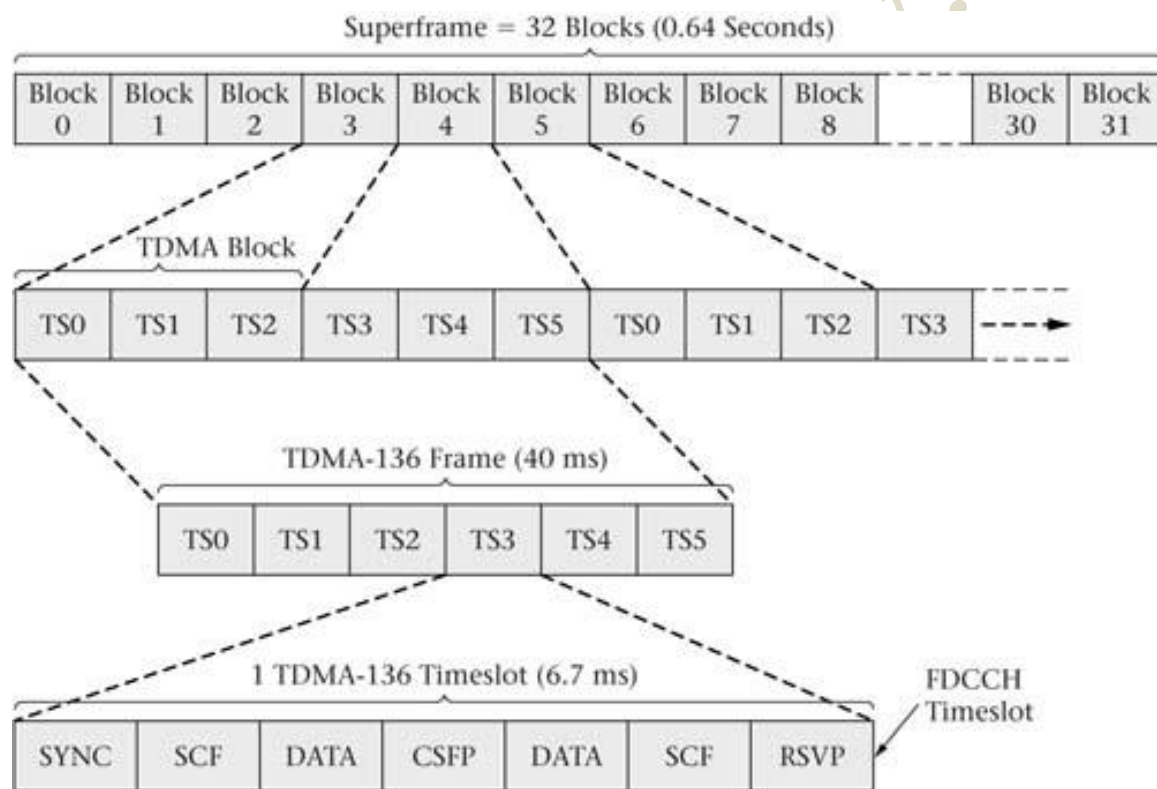 Superframe = 32 Blocks (0.64 Seconds)
Block 0 Block 1 Block 2 Block 3 Block 4 Block 5 Block 6 Block 7 Block 8 Block 30 Block 31
TDMA Block
TS0 TS1 TS2 TS3 TS4 TS5 TS0 TS1 TS2 TS3
TDMA-136 Frame (40 ms)
TS0 TS1 TS2 TS3 TS4 TS5
1 TDMA-136 Timeslot (6.7 ms)
FDCCH
Timeslot
SYNC SCF DATA CSFP DATA SCF RSVP